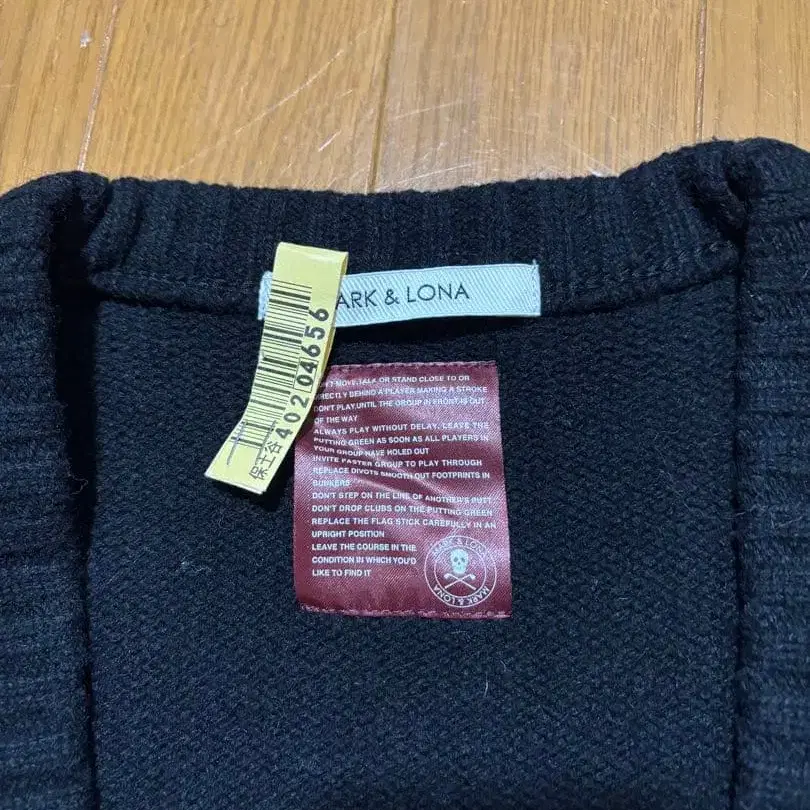 ARK & LONA
40204656
保土谷
MOVE,TALK OR STAND CLOSE TO OR
DIRECTLY BEHIND A PLAYER MAKING A STROKE
DON'T PLAY,UNTIL THE GROUP IN FRONT IS OUT
OF THE WAY
ALWAYS PLAY WITHOUT DELAY. LEAVE THE
PUTTING GREEN AS SOON AS ALL PLAYERS IN
YOUR GROUP HAVE HOLED OUT
INVITE FASTER GROUP TO PLAY THROUGH
REPLACE DIVOTS SMOOTH OUT FOOTPRINTS IN
BUNKERS
DON'T STEP ON THE LINE OF ANOTHER'S PUTT
DON'T DROP CLUBS ON THE PUTTING GREEN
REPLACE THE FLAG STICK CAREFULLY IN AN
UPRIGHT POSITION
LEAVE THE COURSE IN THE
CONDITION IN WHICH YOU'D
LIKE TO FIND IT
MARK & LONA
MARK & LONA